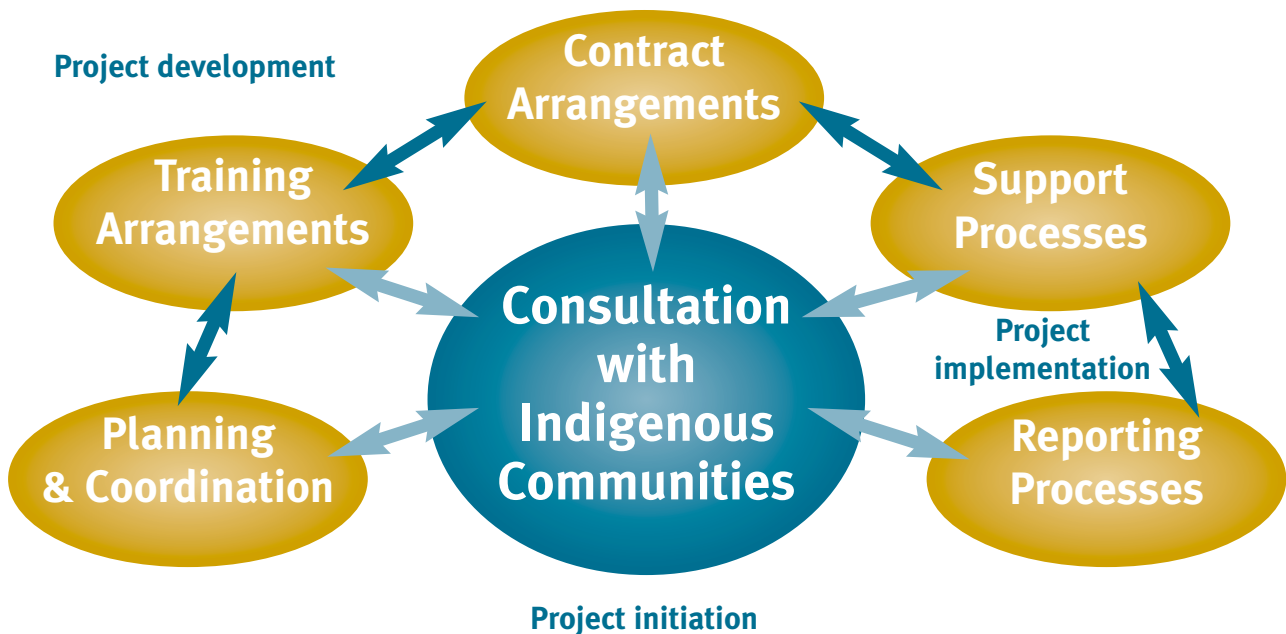 Project development
Contract
Arrangements
Training
Arrangements
Support
Processes
Consultation
with
Indigenous
Communities
Project
implementation
Planning
& Coordination
Reporting
Processes
Project initiation